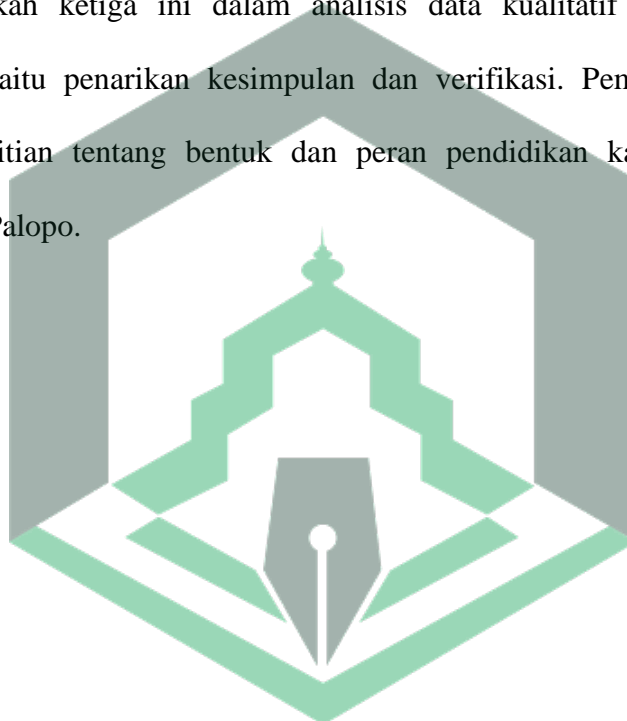 kah ketiga ini dalam analisis data kualitatif
aitu penarikan kesimpulan dan verifikasi. Pen
itian tentang bentuk dan peran pendidikan ka
Palopo.